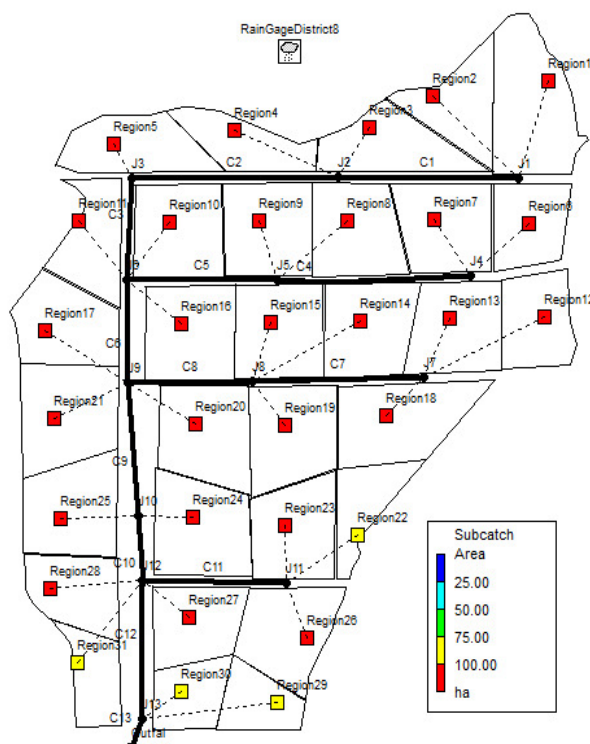 RainGageDistrict8
Region1
Region2
Region4
Region3
Region5
J3
C2
J2
C1
J1
Region11
C3
Region10
Region9
Region8
Region7
Region6
J6
C5
J5
C4
J4
Region16
Region15
Region14
Region13
Region12
Region17
C6
J9
C8
J8
C7
J7
Region21
Region20
Region19
Region18
C9
Region25
J10
Region24
Region23
Region22
Region28
C10
J12
C11
J11
Region27
Region26
C12
Region31
Region30
Region29
J13
C13
Outfall
Subcatch
Area
25.00
50.00
75.00
100.00
ha